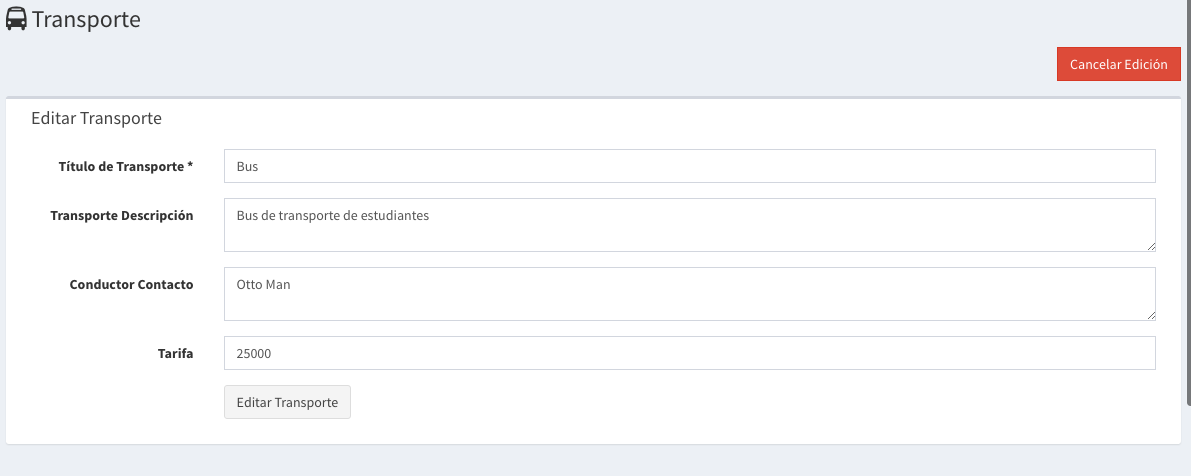 Transporte
Cancelar Edición
Editar Transporte
Título de Transporte *
Bus
Transporte Descripción
Bus de transporte de estudiantes
Conductor Contacto
Otto Man
Tarifa
25000
Editar Transporte